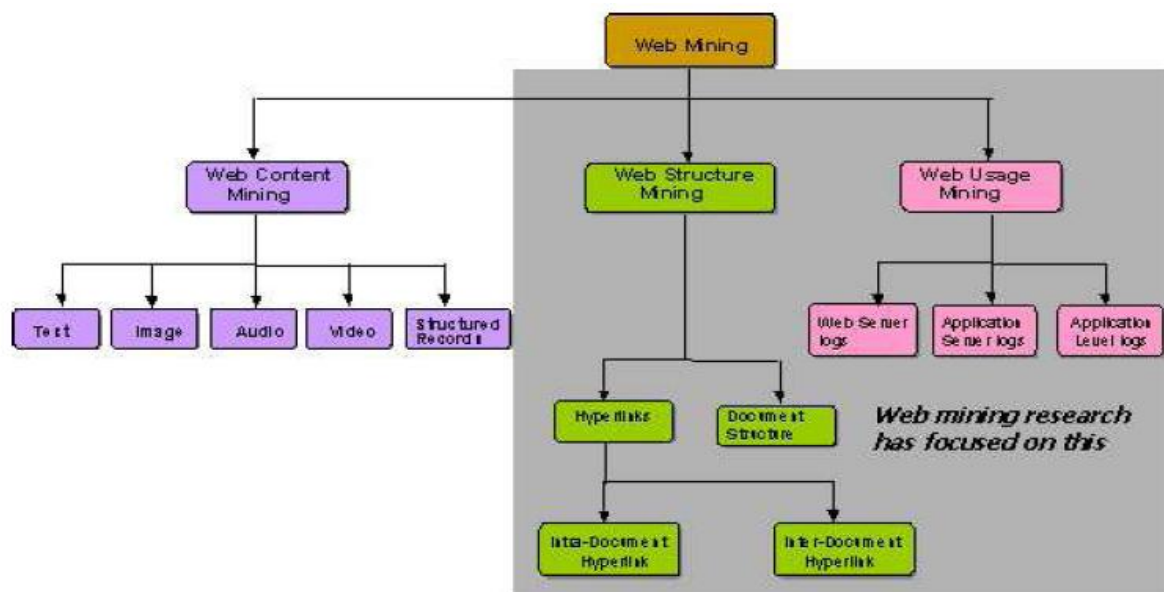 Web Mining
Web Content
Mining
Web Structure
Mining
Web Usage
Mining
Text
Image
Audio
Video
Structured
Records
Web Server
logs
Application
Server logs
Application
Level logs
Hyperlinks
Document
Structure
Web mining research
has focused on this
Intra-Document
Hyperlink
Inter-Document
Hyperlink